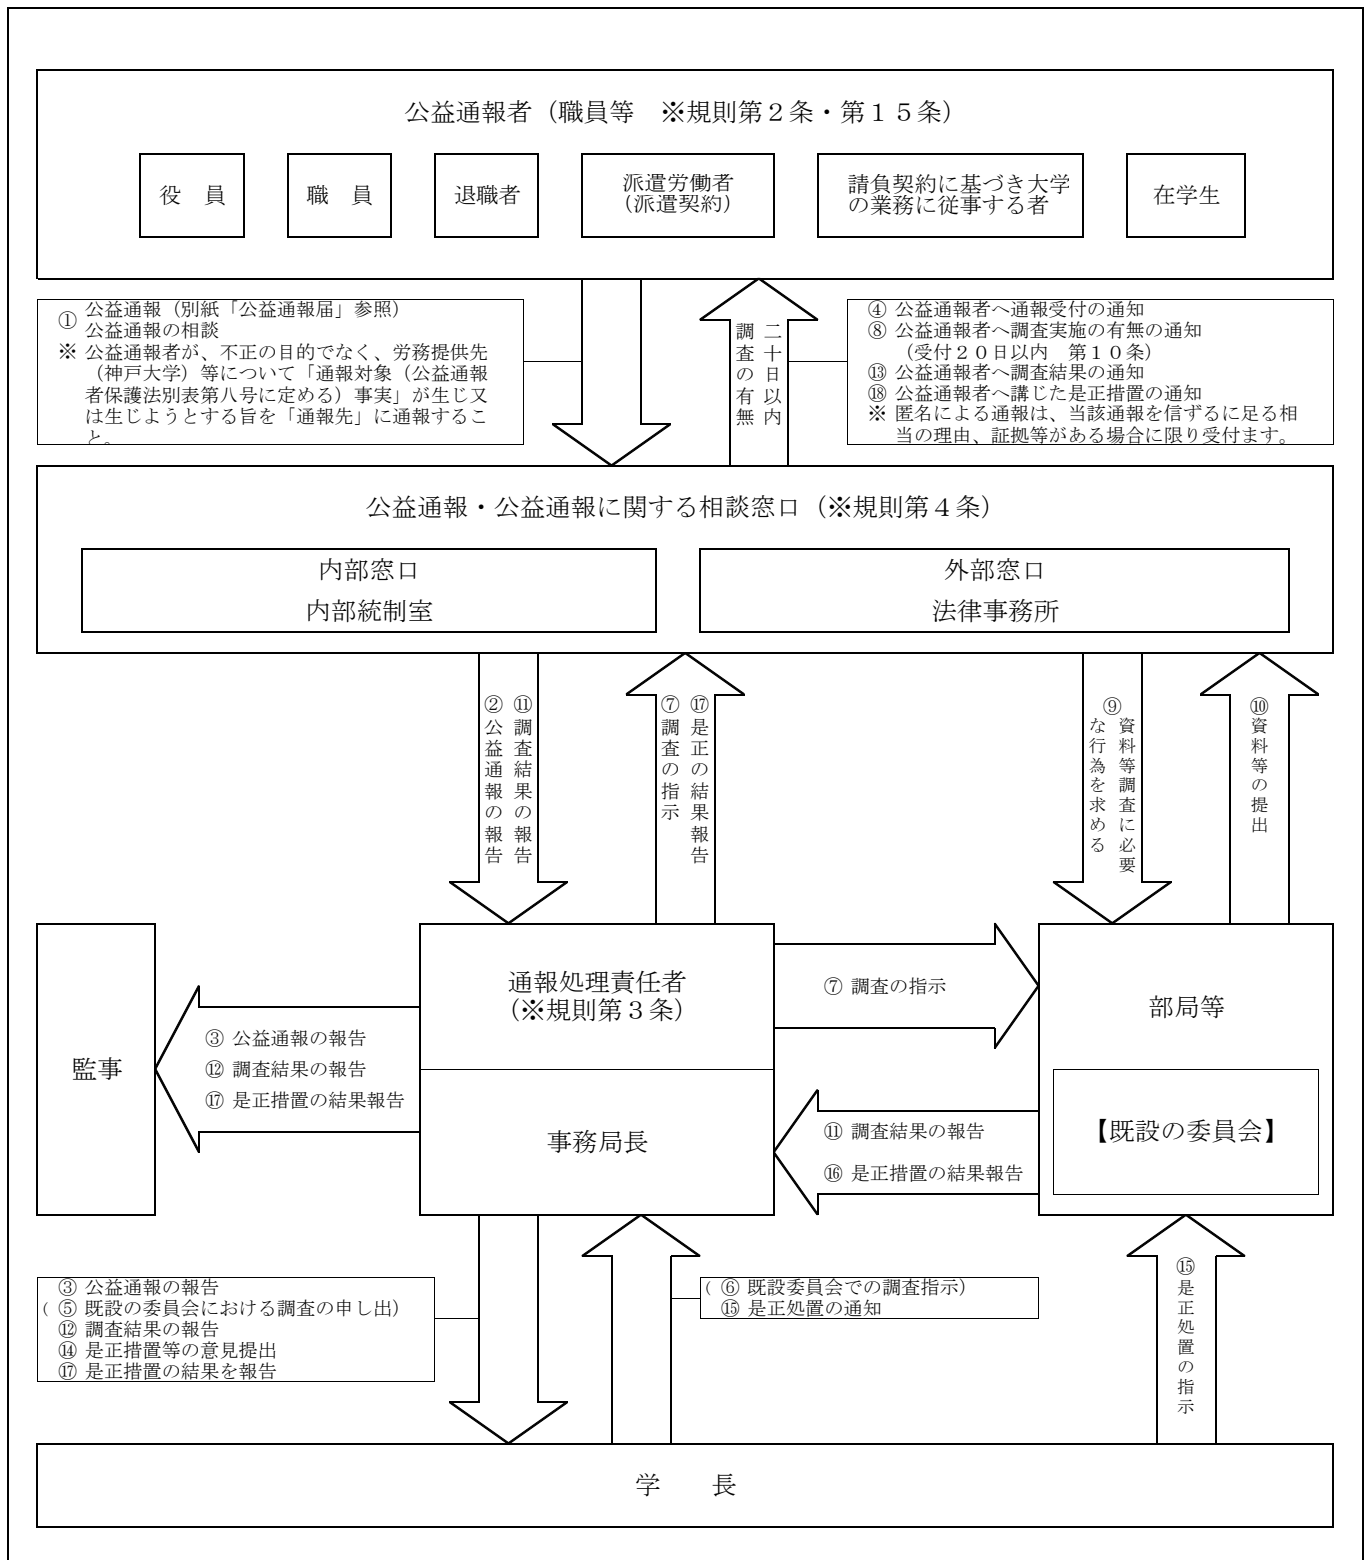 公益通報者（職員等　※規則第２条・第１５条）
役　員
職　員
退職者
派遣労働者
（派遣契約）
請負契約に基づき大学
の業務に従事する者
在学生
① 公益通報（別紙「公益通報届」参照）
公益通報の相談
※ 公益通報者が、不正の目的でなく、労務提供先
（神戸大学）等について「通報対象（公益通報
者保護法別表第八号に定める）事実」が生じ又
は生じようとする旨を「通報先」に通報するこ
と。
二十日以内
調査の有無
④ 公益通報者へ通報受付の通知
⑧ 公益通報者へ調査実施の有無の通知
（受付２０日以内　第１０条）
⑬ 公益通報者へ調査結果の通知
⑱ 公益通報者へ講じた是正措置の通知
※ 匿名による通報は、当該通報を信ずるに足る相
当の理由、証拠等がある場合に限り受付ます。
公益通報・公益通報に関する相談窓口（※規則第４条）
内部窓口
内部統制室
外部窓口
法律事務所
⑪調査結果の報告
②公益通報の報告
⑰是正の結果報告
⑦調査の指示
⑨
資料等調査に必要
な行為を求める
⑩資料等の提出
監事
③ 公益通報の報告
⑫ 調査結果の報告
⑰ 是正措置の結果報告
通報処理責任者
（※規則第３条）
事務局長
⑦ 調査の指示
⑪ 調査結果の報告
⑯ 是正措置の結果報告
部局等
【既設の委員会】
③ 公益通報の報告
（ ⑤ 既設の委員会における調査の申し出）
⑫ 調査結果の報告
⑭ 是正措置等の意見提出
⑰ 是正措置の結果を報告
（ ⑥ 既設委員会での調査指示）
⑮ 是正処置の通知
⑮是正処置の指示
学　　長